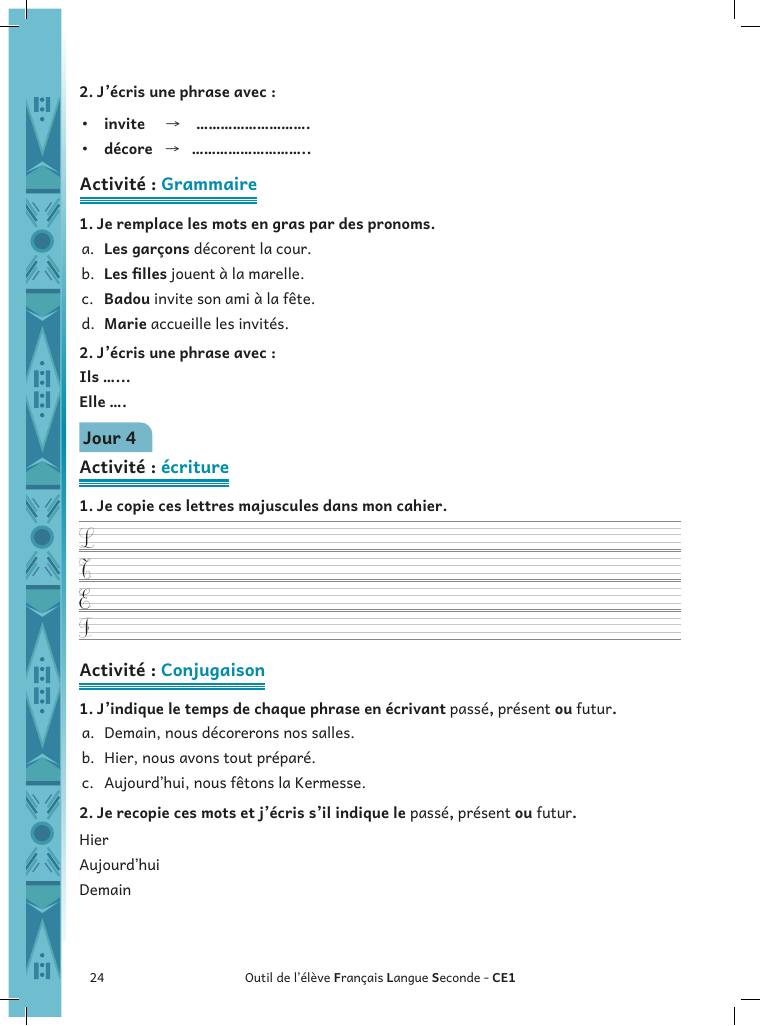 2. J’écris une phrase avec :
• invite → ……………………….
• décore → ………………………..
Activité : Grammaire
1. Je remplace les mots en gras par des pronoms.
a. Les garçons décorent la cour.
b. Les filles jouent à la marelle.
c. Badou invite son ami à la fête.
d. Marie accueille les invités.
2. J’écris une phrase avec :
Ils …...
Elle ….
Jour 4
Activité : écriture
1. Je copie ces lettres majuscules dans mon cahier.
L
T
E
F
Activité : Conjugaison
1. J’indique le temps de chaque phrase en écrivant passé, présent ou futur.
a. Demain, nous décorerons nos salles.
b. Hier, nous avons tout préparé.
c. Aujourd’hui, nous fêtons la Kermesse.
2. Je recopie ces mots et j’écris s’il indique le passé, présent ou futur.
Hier
Aujourd’hui
Demain
24 Outil de l’élève Français Langue Seconde - CE1